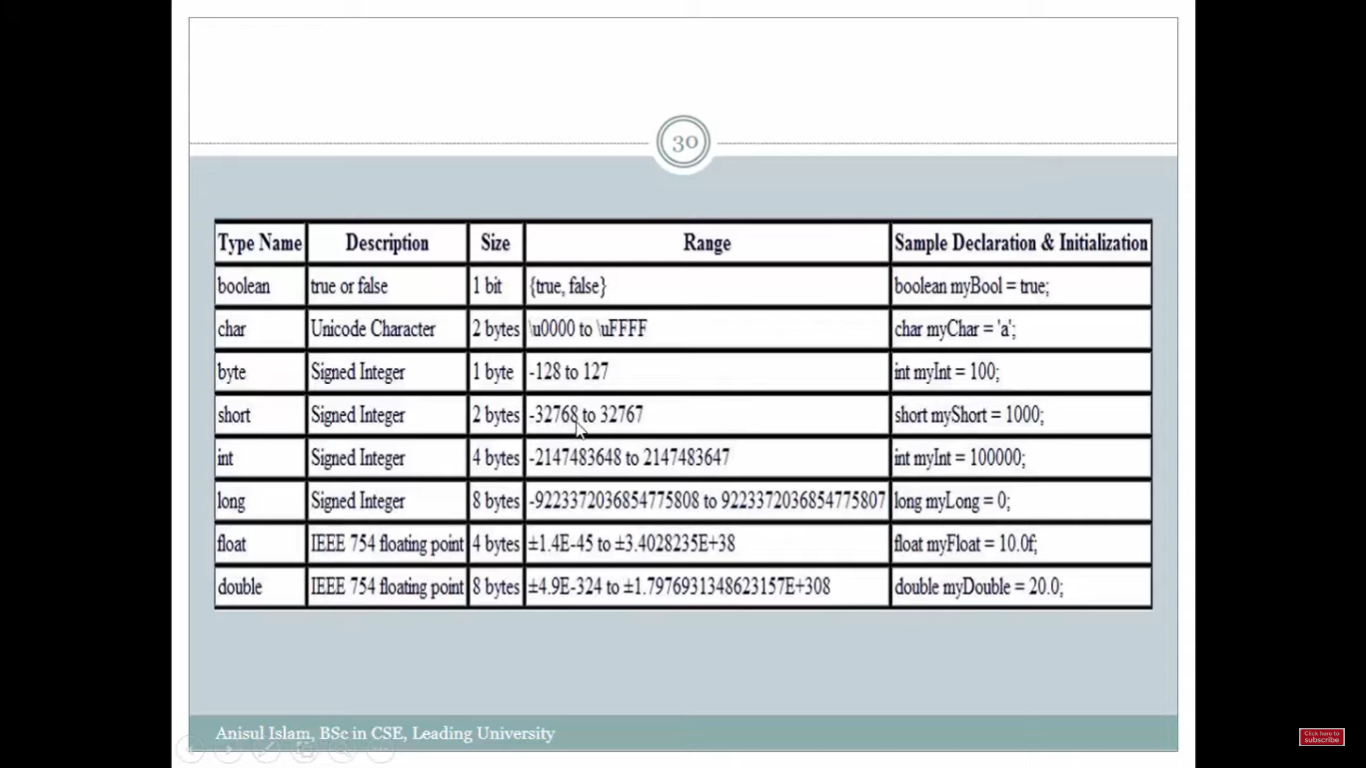 30
Type Name Description Size Range Sample Declaration & Initialization
boolean true or false 1 bit {true, false} boolean myBool = true;
char Unicode Character 2 bytes \u0000 to \uFFFF char myChar = 'a';
byte Signed Integer 1 byte -128 to 127 int myInt = 100;
short Signed Integer 2 bytes -32768 to 32767 short myShort = 1000;
int Signed Integer 4 bytes -2147483648 to 2147483647 int myInt = 100000;
long Signed Integer 8 bytes -9223372036854775808 to 9223372036854775807 long myLong = 0;
float IEEE 754 floating point 4 bytes ±1.4E-45 to ±3.4028235E+38 float myFloat = 10.0f;
double IEEE 754 floating point 8 bytes ±4.9E-324 to ±1.7976931348623157E+308 double myDouble = 20.0;
Anisul Islam, BSc in CSE, Leading University
Click here to
subscribe